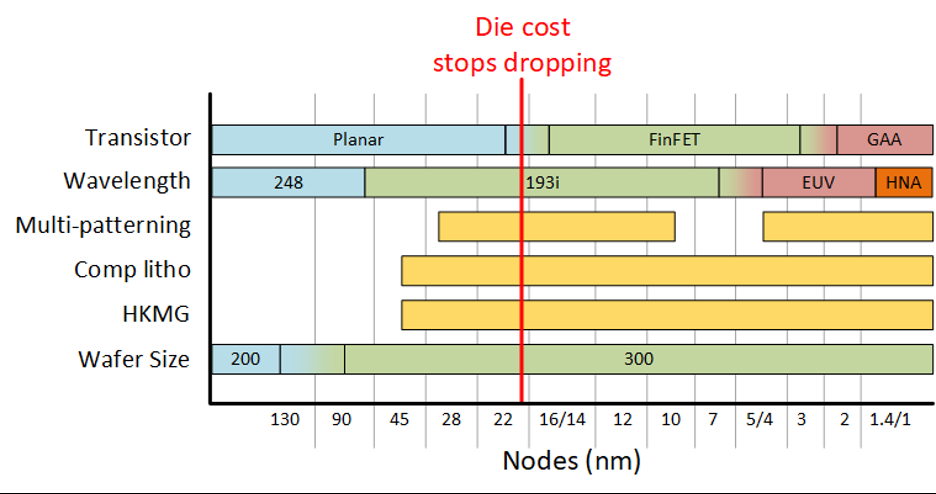 Die cost
stops dropping
Transistor Planar FinFET GAA
Wavelength 248 193i EUV HNA
Multi-patterning
Comp litho
HKMG
Wafer Size 200 300
130 90 45 28 22 16/14 12 10 7 5/4 3 2 1.4/1
Nodes (nm)